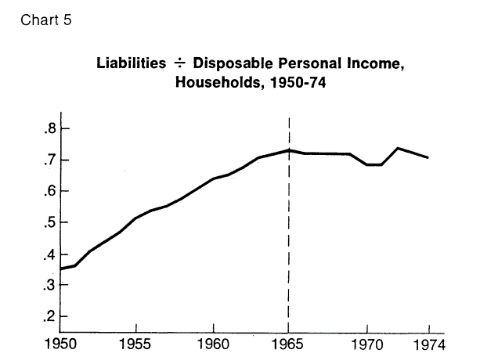 Chart 5
Liabilities ÷ Disposable Personal Income,
Households, 1950-74
.8
.7
.6
.5
.4
.3
.2
1950 1955 1960 1965 1970 1974